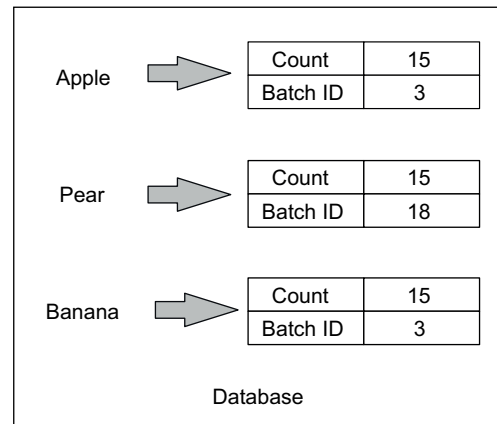 Apple
Count 15
Batch ID 3
Pear
Count 15
Batch ID 18
Banana
Count 15
Batch ID 3
Database